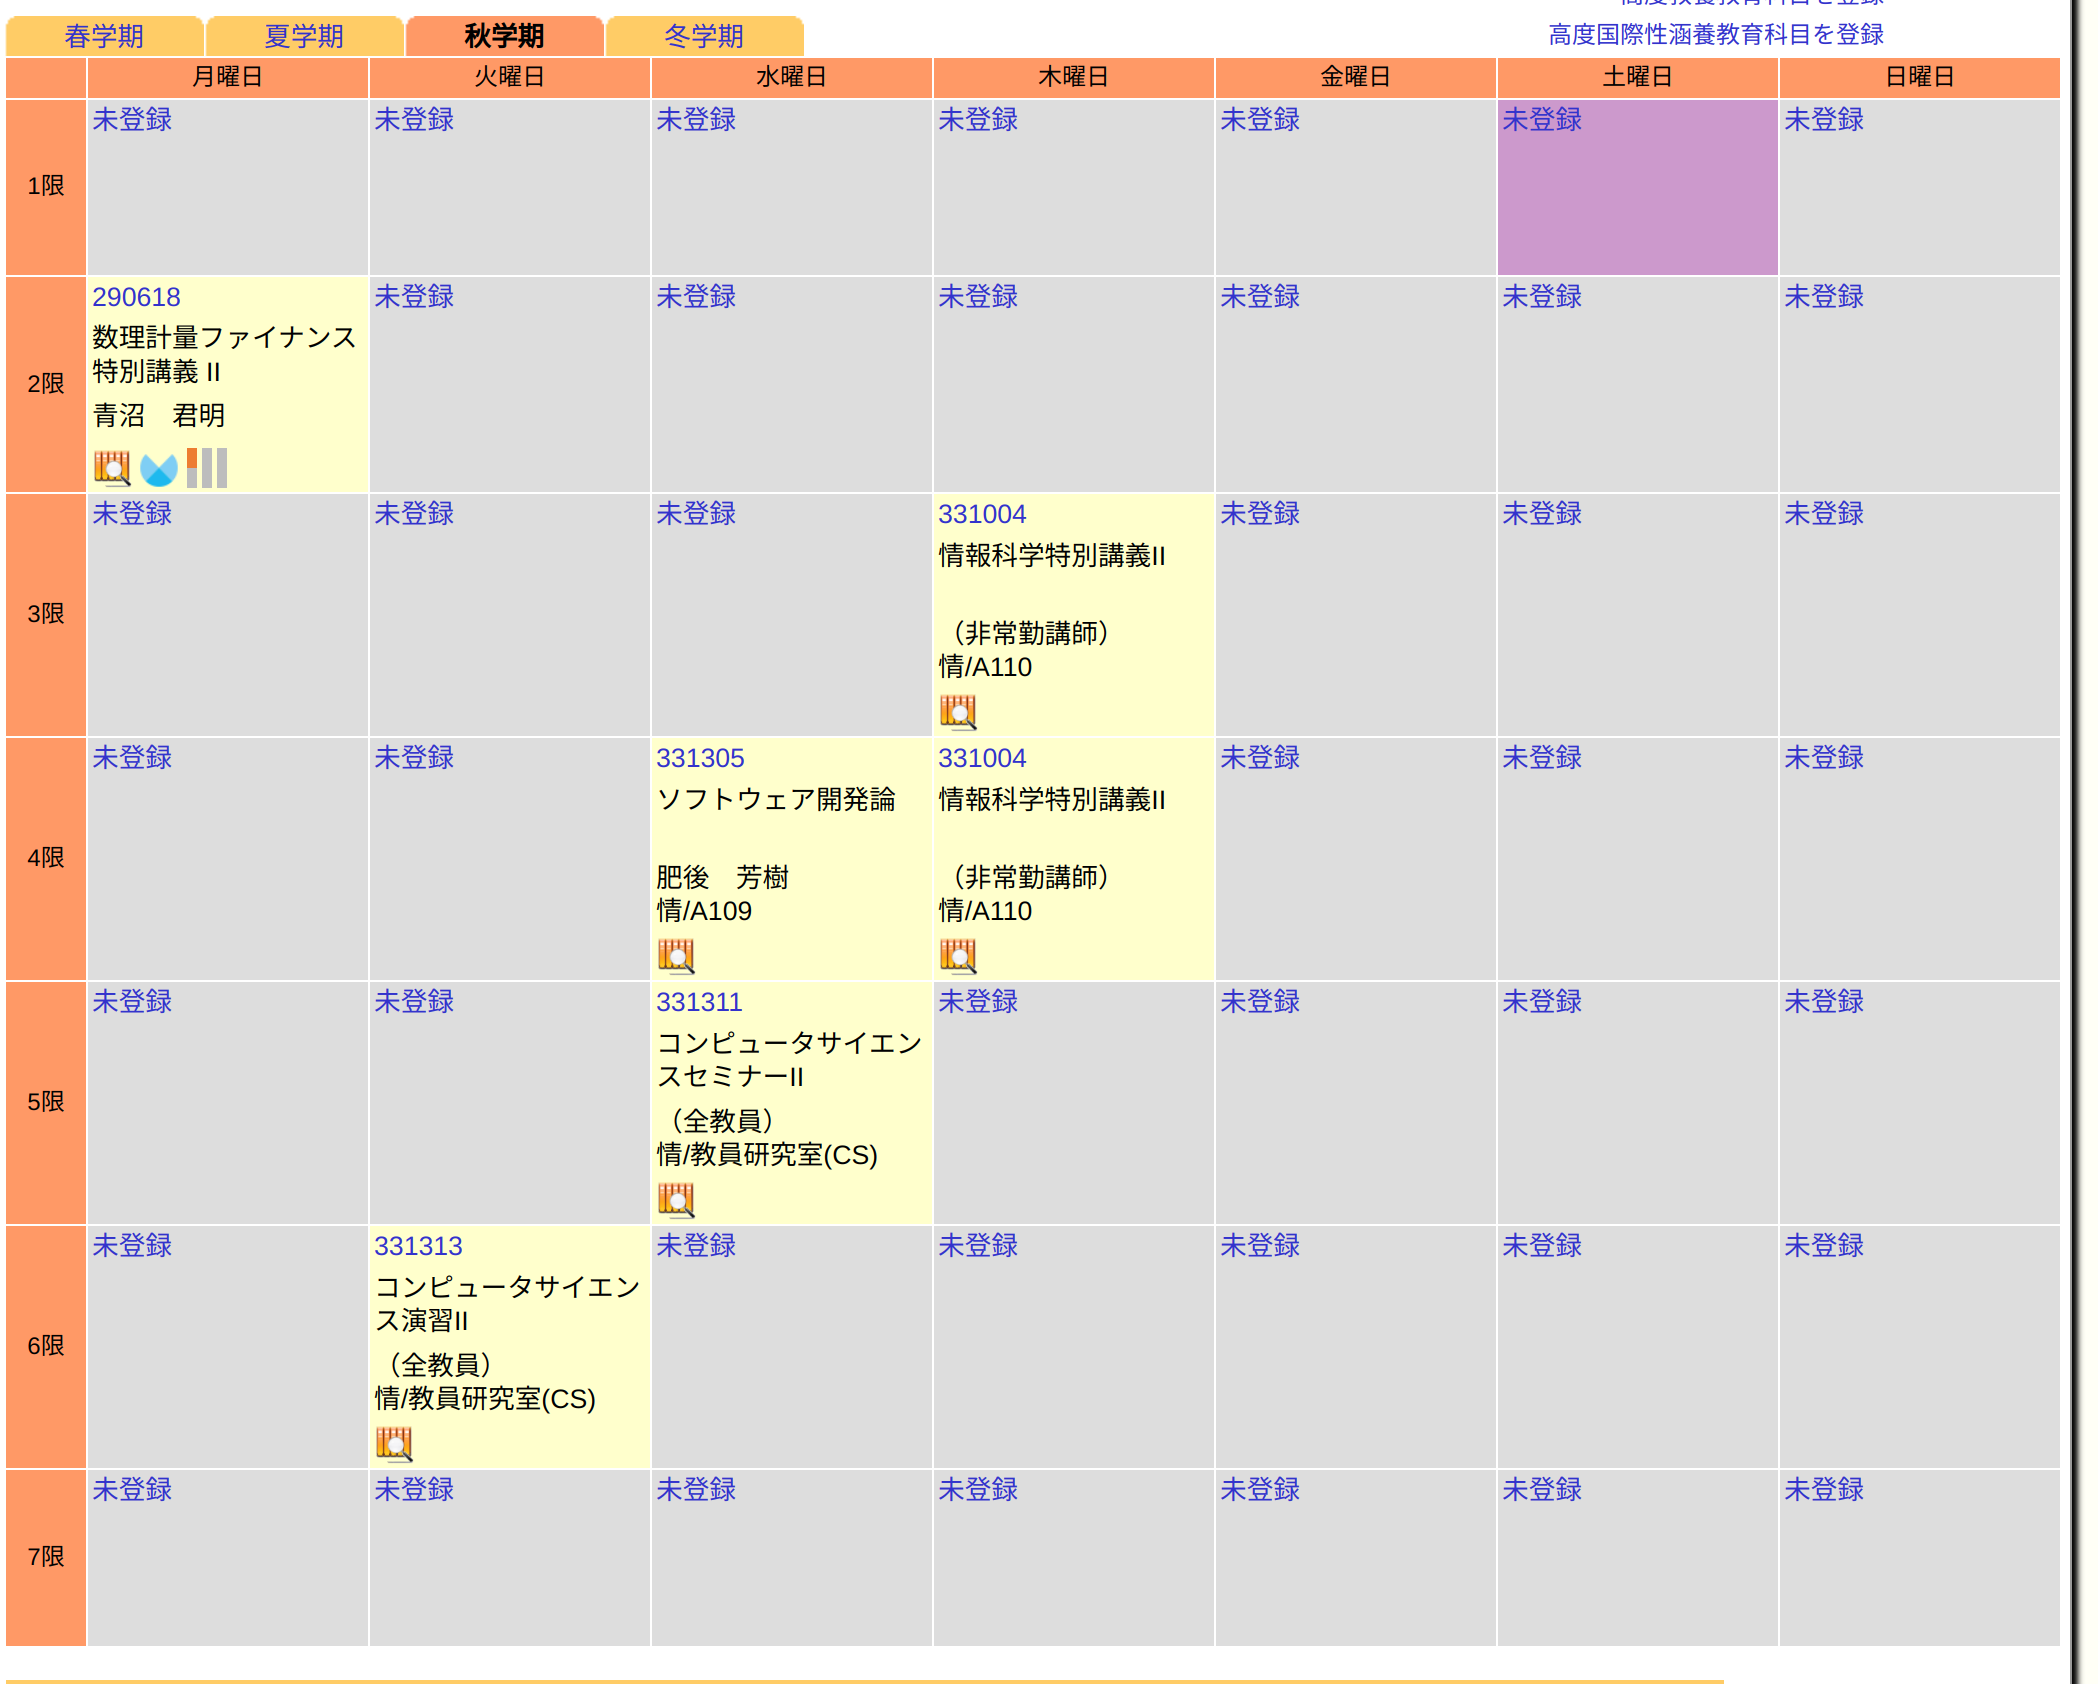 高度国際性涵養教育科目を登録
春学期 夏学期 秋学期 冬学期
月曜日 火曜日 水曜日 木曜日 金曜日 土曜日 日曜日
1限
未登録 未登録 未登録 未登録 未登録 未登録 未登録
2限
290618
数理計量ファイナンス
特別講義 II
青沼　君明
未登録 未登録 未登録 未登録 未登録 未登録
3限
未登録 未登録 未登録
331004
情報科学特別講義II
（非常勤講師）
情/A110
未登録 未登録 未登録
4限
未登録 未登録
331305
ソフトウェア開発論
肥後　芳樹
情/A109
331004
情報科学特別講義II
（非常勤講師）
情/A110
未登録 未登録 未登録
5限
未登録 未登録
331311
コンピュータサイエン
スセミナーII
（全教員）
情/教員研究室(CS)
未登録 未登録 未登録 未登録
6限
未登録
331313
コンピュータサイエン
ス演習II
（全教員）
情/教員研究室(CS)
未登録 未登録 未登録 未登録 未登録
7限
未登録 未登録 未登録 未登録 未登録 未登録 未登録